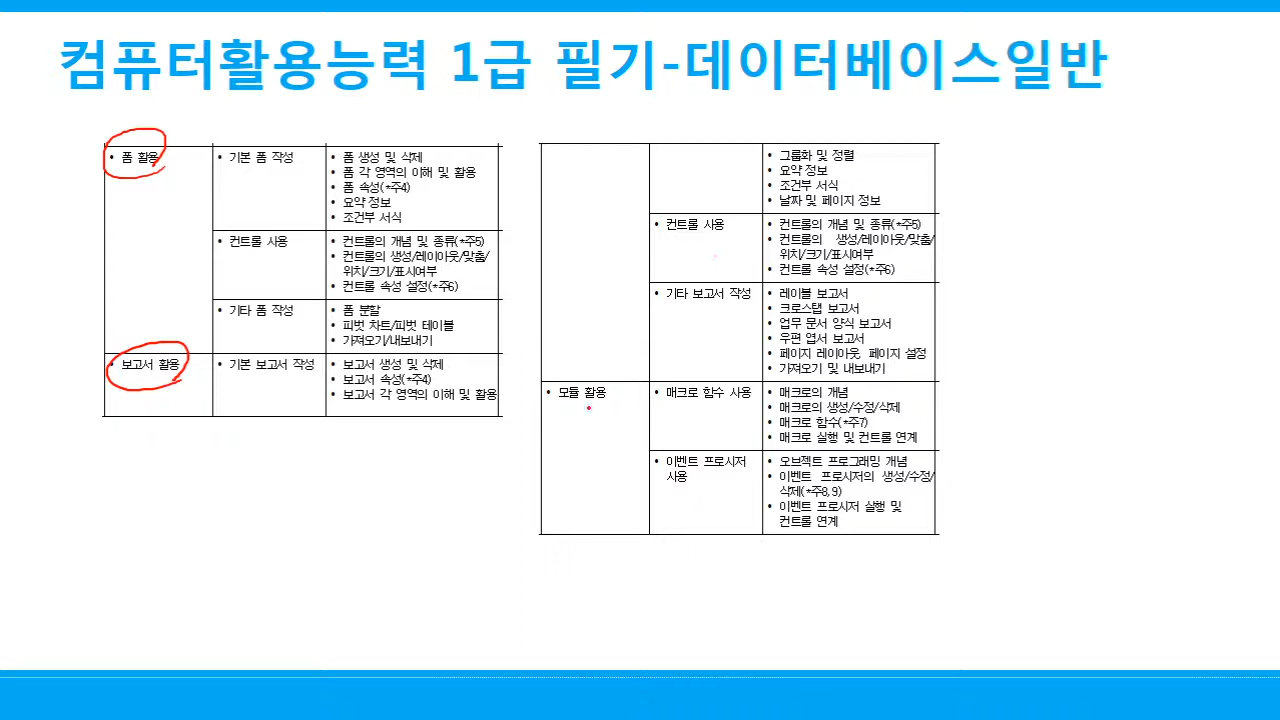 컴퓨터활용능력 1급 필기-데이터베이스일반
• 폼 활용
• 기본 폼 작성
• 폼 생성 및 삭제
• 폼 각 영역의 이해 및 활용
• 폼 속성(*주4)
• 요약 정보
• 조건부 서식
• 컨트롤 사용
• 컨트롤의 개념 및 종류(*주5)
• 컨트롤의 생성/레이아웃/맞춤/
위치/크기/표시여부
• 컨트롤 속성 설정(*주6)
• 기타 폼 작성
• 폼 분할
• 피벗 차트/피벗 테이블
• 가져오기/내보내기
• 보고서 활용
• 기본 보고서 작성
• 보고서 생성 및 삭제
• 보고서 속성(*주4)
• 보고서 각 영역의 이해 및 활용
• 그룹화 및 정렬
• 요약 정보
• 조건부 서식
• 날짜 및 페이지 정보
• 컨트롤 사용
• 컨트롤의 개념 및 종류(*주5)
• 컨트롤의 생성/레이아웃/맞춤/
위치/크기/표시여부
• 컨트롤 속성 설정(*주6)
• 기타 보고서 작성
• 레이블 보고서
• 크로스탭 보고서
• 업무 문서 양식 보고서
• 우편 엽서 보고서
• 페이지 레이아웃, 페이지 설정
• 가져오기 및 내보내기
• 모듈 활용
• 매크로 함수 사용
• 매크로의 개념
• 매크로의 생성/수정/삭제
• 매크로 함수(*주7)
• 매크로 실행 및 컨트롤 연계
• 이벤트 프로시저
사용
• 오브젝트 프로그래밍 개념
• 이벤트 프로시저의 생성/수정/
삭제(*주8,9)
• 이벤트 프로시저 실행 및
컨트롤 연계